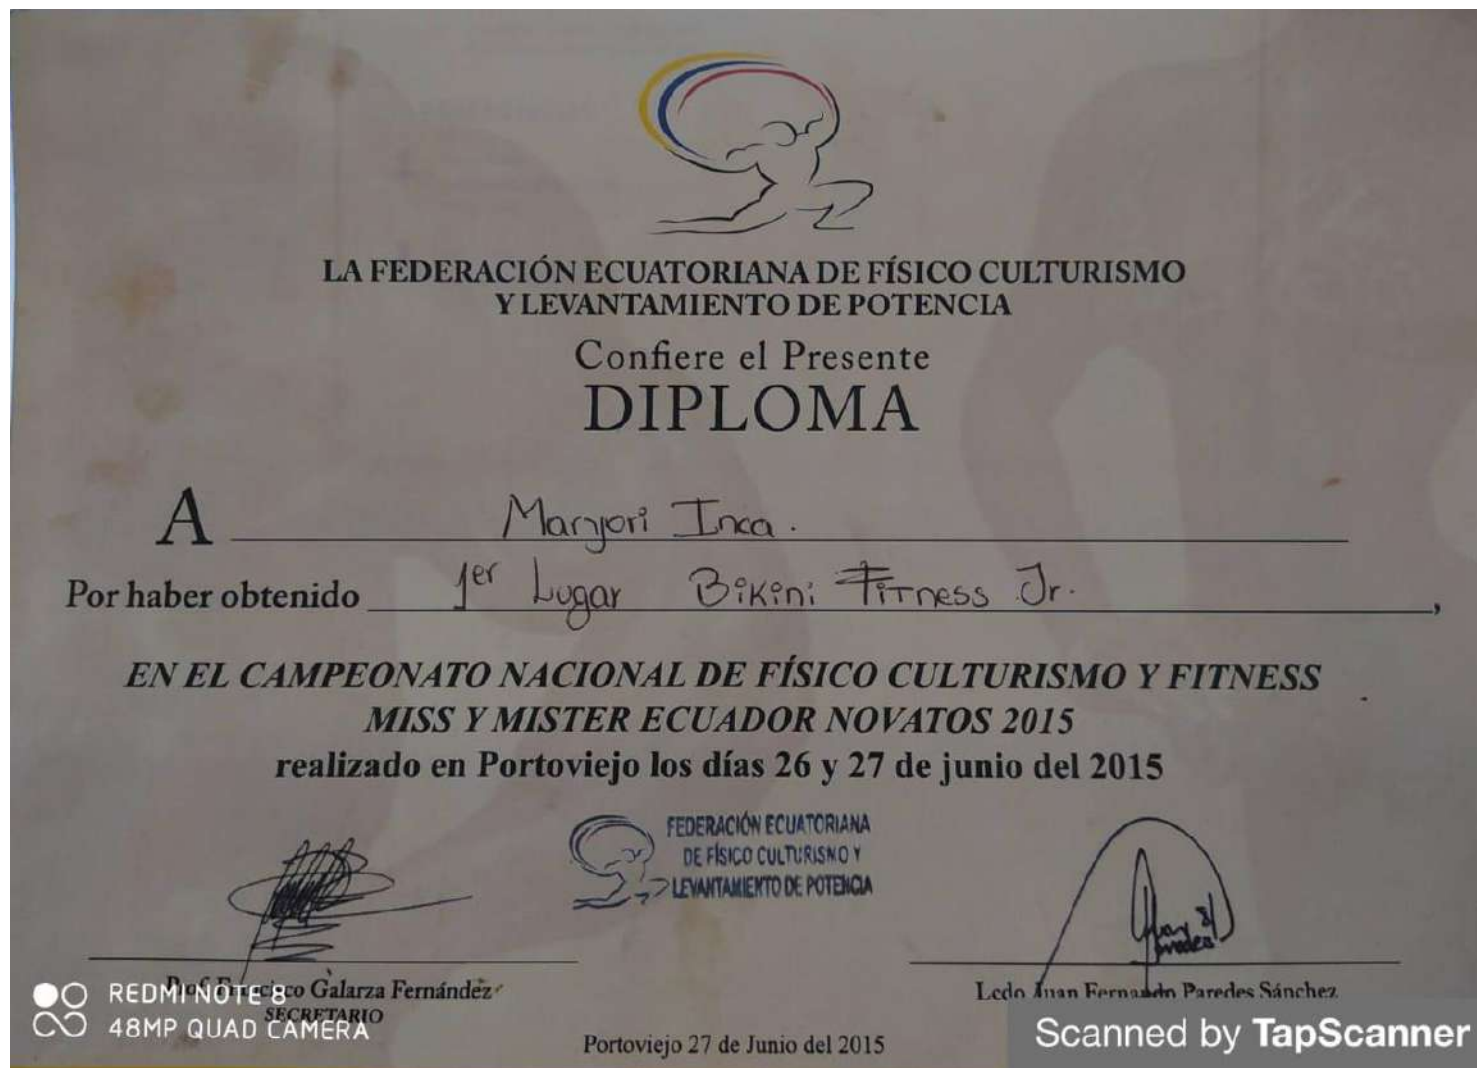 LA FEDERACIÓN ECUATORIANA DE FÍSICO CULTURISMO
Y LEVANTAMIENTO DE POTENCIA
Confiere el Presente
DIPLOMA
A Marjori Inca.
Por haber obtenido 1er Lugar Bikini Fitness Jr.,
EN EL CAMPEONATO NACIONAL DE FÍSICO CULTURISMO Y FITNESS
MISS Y MISTER ECUADOR NOVATOS 2015
realizado en Portoviejo los días 26 y 27 de junio del 2015
FEDERACIÓN ECUATORIANA
DE FÍSICO CULTURISMO Y
LEVANTAMIENTO DE POTENCIA
Prof. Francisco Galarza Fernández
SECRETARIO
Lcdo Juan Fernando Paredes Sánchez
Portoviejo 27 de Junio del 2015
REDMI NOTE 8
48MP QUAD CAMERA
Scanned by TapScanner